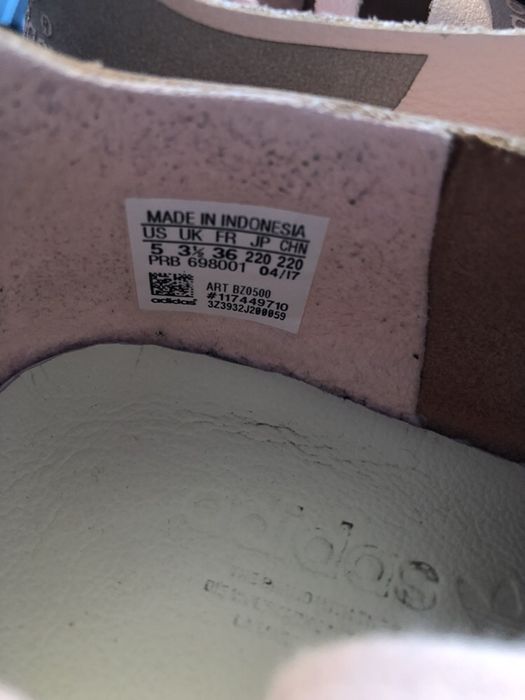 MADE IN INDONESIA
US UK FR JP CHN
5 3½ 36 220 220
PRB 698001 04/17
ART BZ0500
#117449710
adidas 3Z3932J200059
adidas